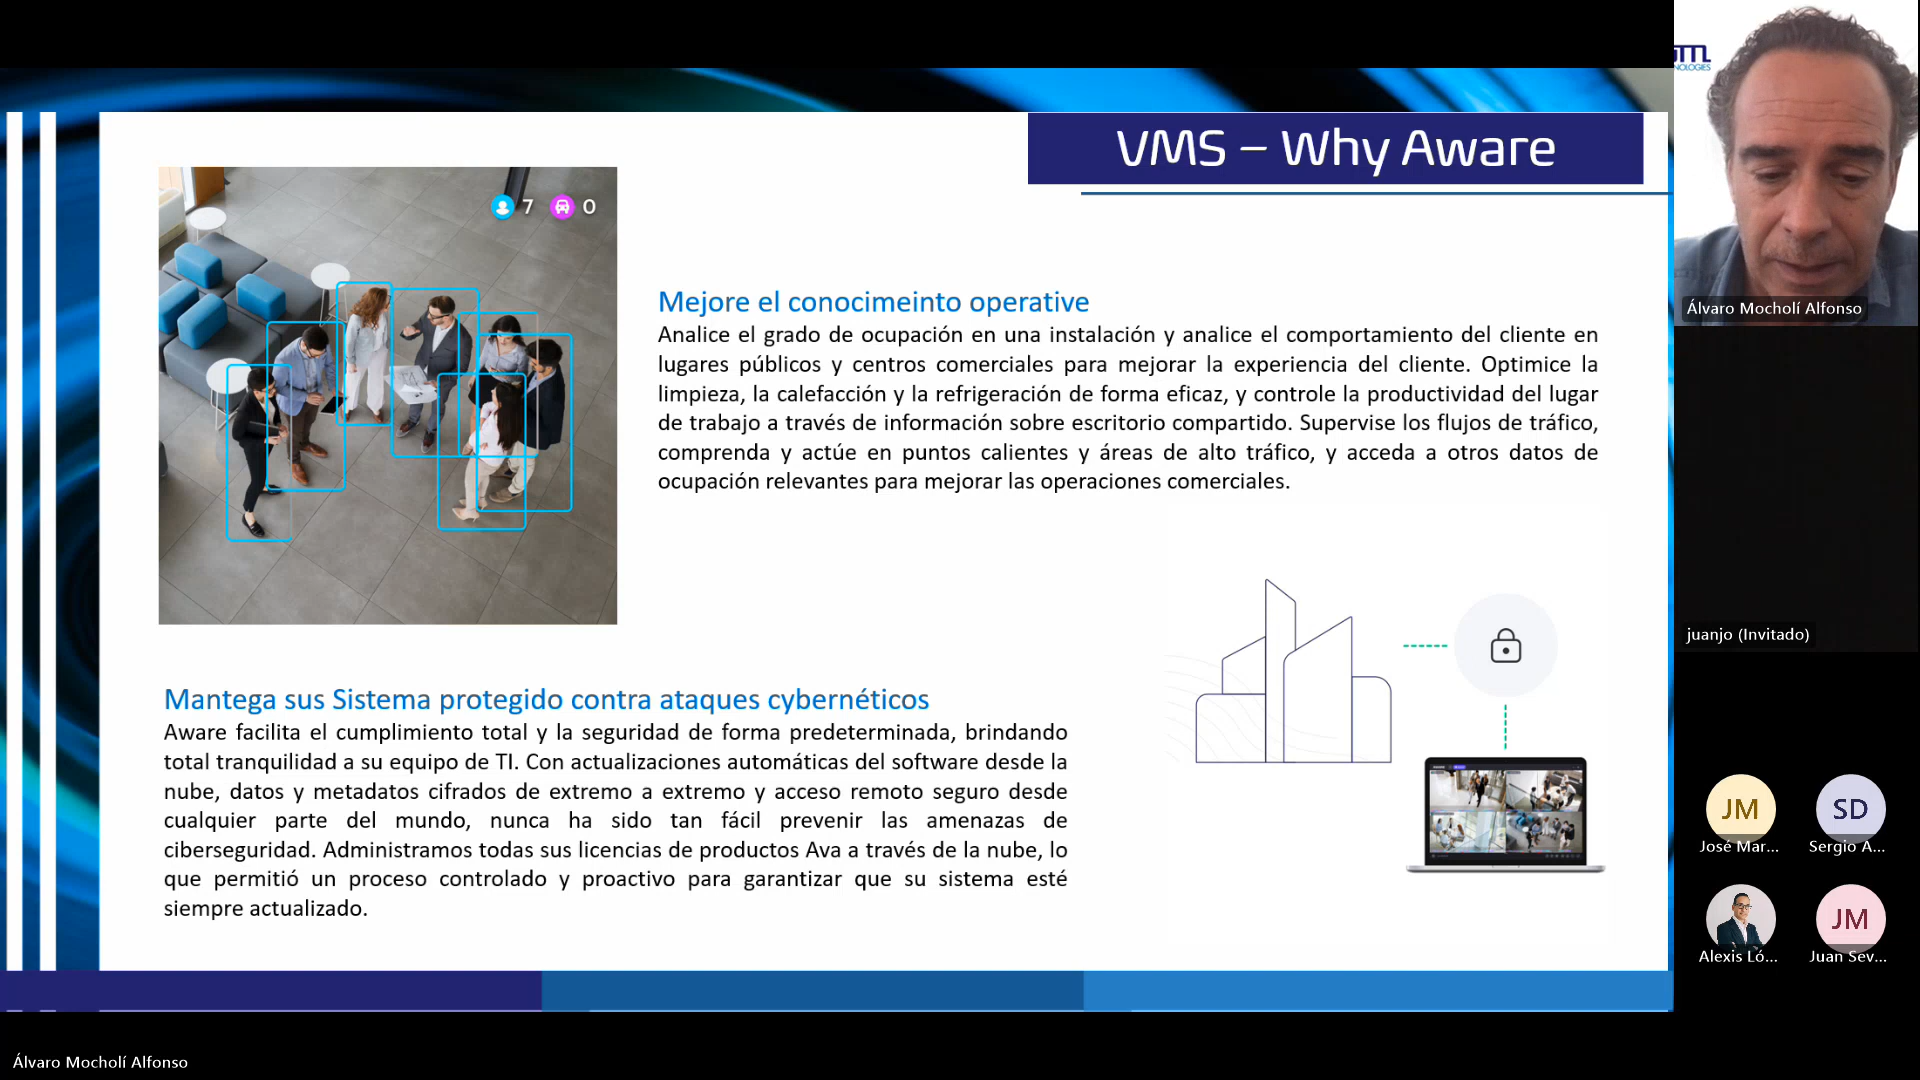 VMS – Why Aware
7 0
Mejore el conocimeinto operative
Analice el grado de ocupación en una instalación y analice el comportamiento del cliente en
lugares públicos y centros comerciales para mejorar la experiencia del cliente. Optimice la
limpieza, la calefacción y la refrigeración de forma eficaz, y controle la productividad del lugar
de trabajo a través de información sobre escritorio compartido. Supervise los flujos de tráfico,
comprenda y actúe en puntos calientes y áreas de alto tráfico, y acceda a otros datos de
ocupación relevantes para mejorar las operaciones comerciales.
Mantega sus Sistema protegido contra ataques cybernéticos
Aware facilita el cumplimiento total y la seguridad de forma predeterminada, brindando
total tranquilidad a su equipo de TI. Con actualizaciones automáticas del software desde la
nube, datos y metadatos cifrados de extremo a extremo y acceso remoto seguro desde
cualquier parte del mundo, nunca ha sido tan fácil prevenir las amenazas de
ciberseguridad. Administramos todas sus licencias de productos Ava a través de la nube, lo
que permitió un proceso controlado y proactivo para garantizar que su sistema esté
siempre actualizado.
Álvaro Mocholí Alfonso
juanjo (Invitado)
JM
José Mar...
SD
Sergio A...
Alexis Ló...
JM
Juan Sev...
Álvaro Mocholí Alfonso